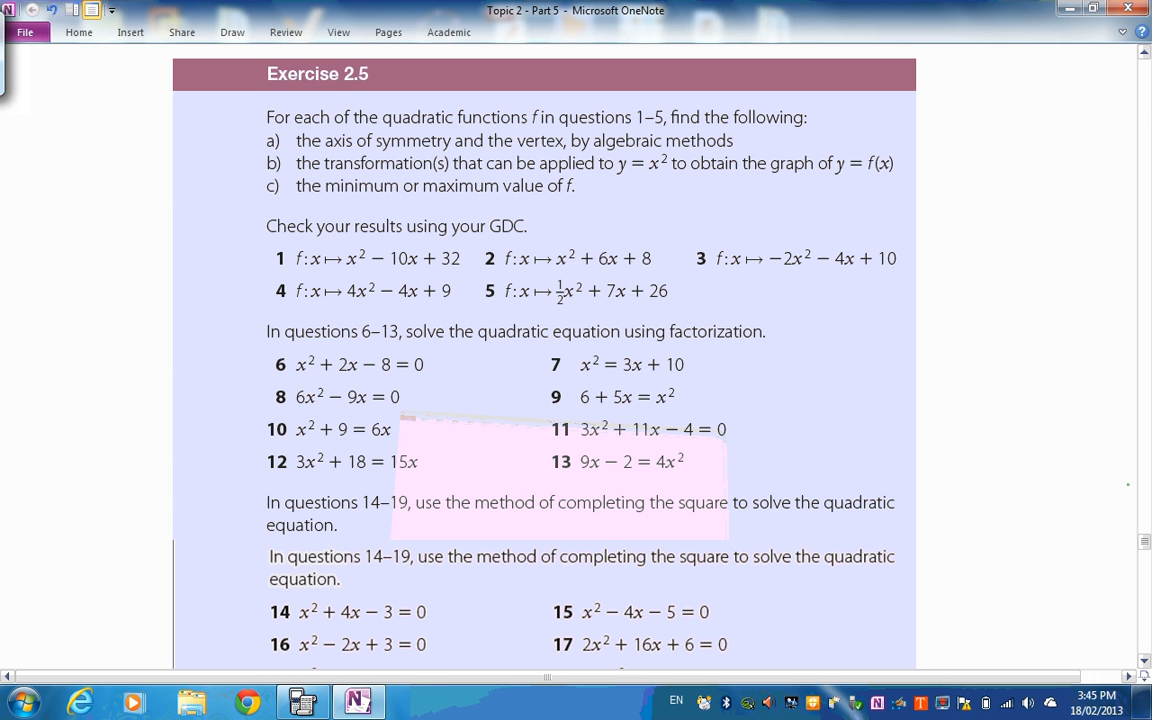 Topic 2 - Part 5 - Microsoft OneNote
File Home Insert Share Draw Review View Pages Academic
Exercise 2.5
For each of the quadratic functions f in questions 1–5, find the following:
a) the axis of symmetry and the vertex, by algebraic methods
b) the transformation(s) that can be applied to y = x² to obtain the graph of y = f(x)
c) the minimum or maximum value of f.
Check your results using your GDC.
1 f : x ↦ x² − 10x + 32 2 f : x ↦ x² + 6x + 8 3 f : x ↦ −2x² − 4x + 10
4 f : x ↦ 4x² − 4x + 9 5 f : x ↦ ½x² + 7x + 26
In questions 6–13, solve the quadratic equation using factorization.
6 x² + 2x − 8 = 0 7 x² = 3x + 10
8 6x² − 9x = 0 9 6 + 5x = x²
10 x² + 9 = 6x 11 3x² + 11x − 4 = 0
12 3x² + 18 = 15x 13 9x − 2 = 4x²
In questions 14–19, use the method of completing the square to solve the quadratic
equation.
In questions 14–19, use the method of completing the square to solve the quadratic
equation.
14 x² + 4x − 3 = 0 15 x² − 4x − 5 = 0
16 x² − 2x + 3 = 0 17 2x² + 16x + 6 = 0
EN
3:45 PM
18/02/2013